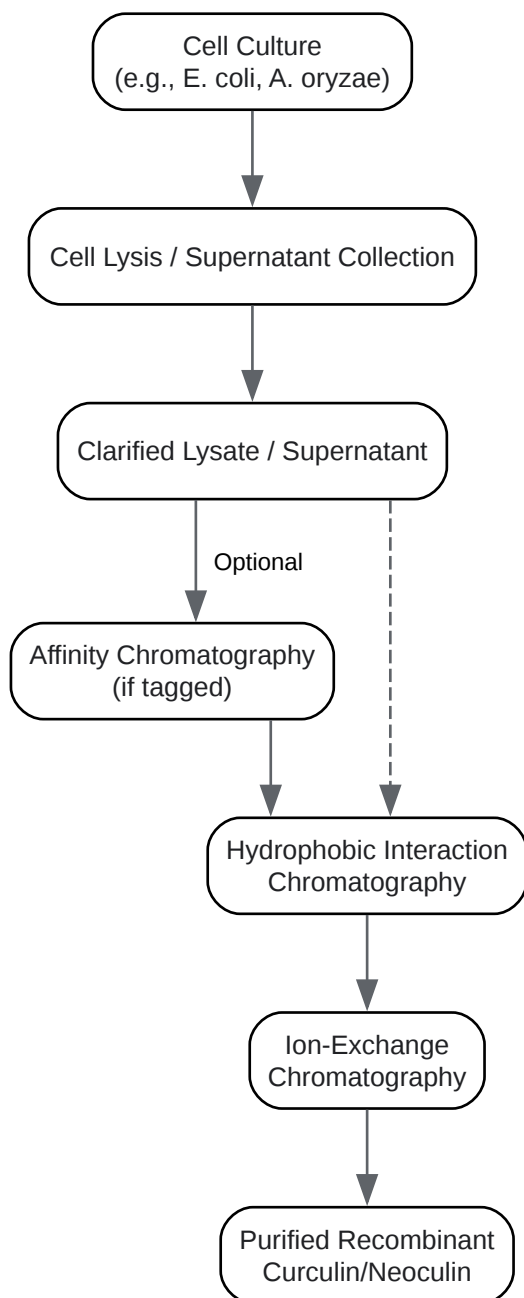 Cell Culture
(e.g., E. coli, A. oryzae)
Cell Lysis / Supernatant Collection
Clarified Lysate / Supernatant
Optional
Affinity Chromatography
(if tagged)
Hydrophobic Interaction
Chromatography
Ion-Exchange
Chromatography
Purified Recombinant
Curculin/Neoculin